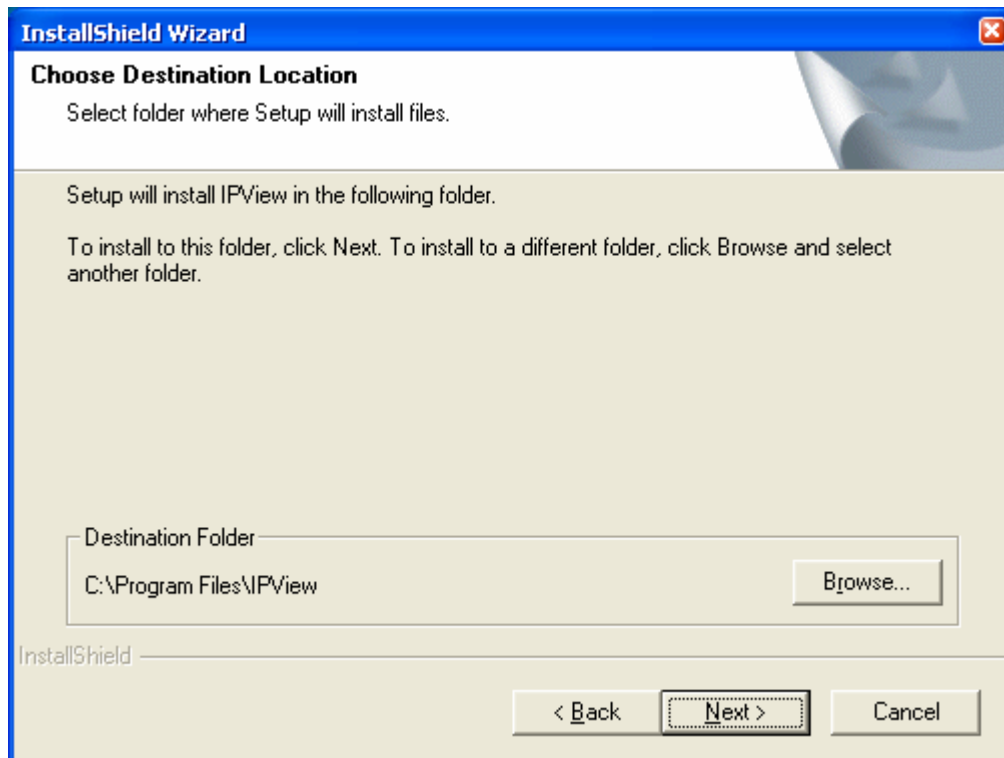 InstallShield Wizard
Choose Destination Location
Select folder where Setup will install files.
Setup will install IPView in the following folder.
To install to this folder, click Next. To install to a different folder, click Browse and select
another folder.
Destination Folder
C:\Program Files\IPView
Browse...
InstallShield
< Back
Next >
Cancel